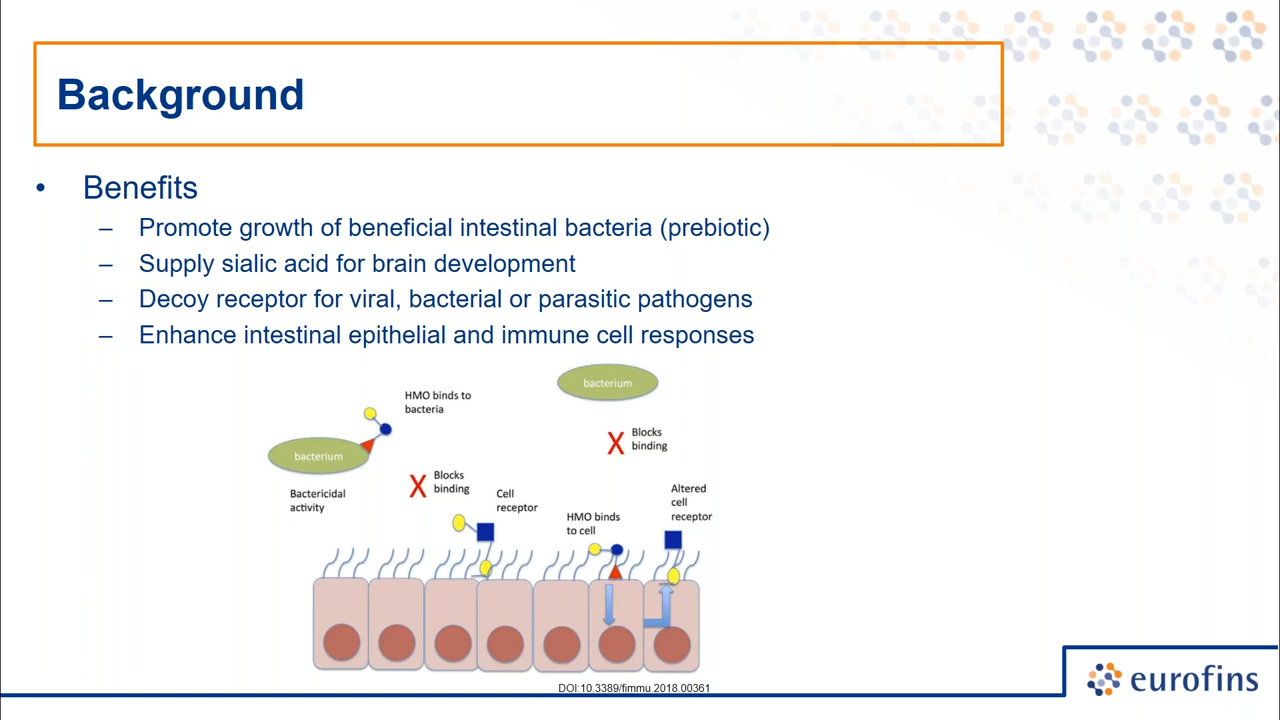 Background
• Benefits
– Promote growth of beneficial intestinal bacteria (prebiotic)
– Supply sialic acid for brain development
– Decoy receptor for viral, bacterial or parasitic pathogens
– Enhance intestinal epithelial and immune cell responses
bacterium
HMO binds to
bacteria
X
Blocks
binding
bacterium
Bactericidal
activity
X
Blocks
binding
Cell
receptor
HMO binds
to cell
Altered
cell
receptor
DOI:10.3389/fimmu.2018.00361
eurofins